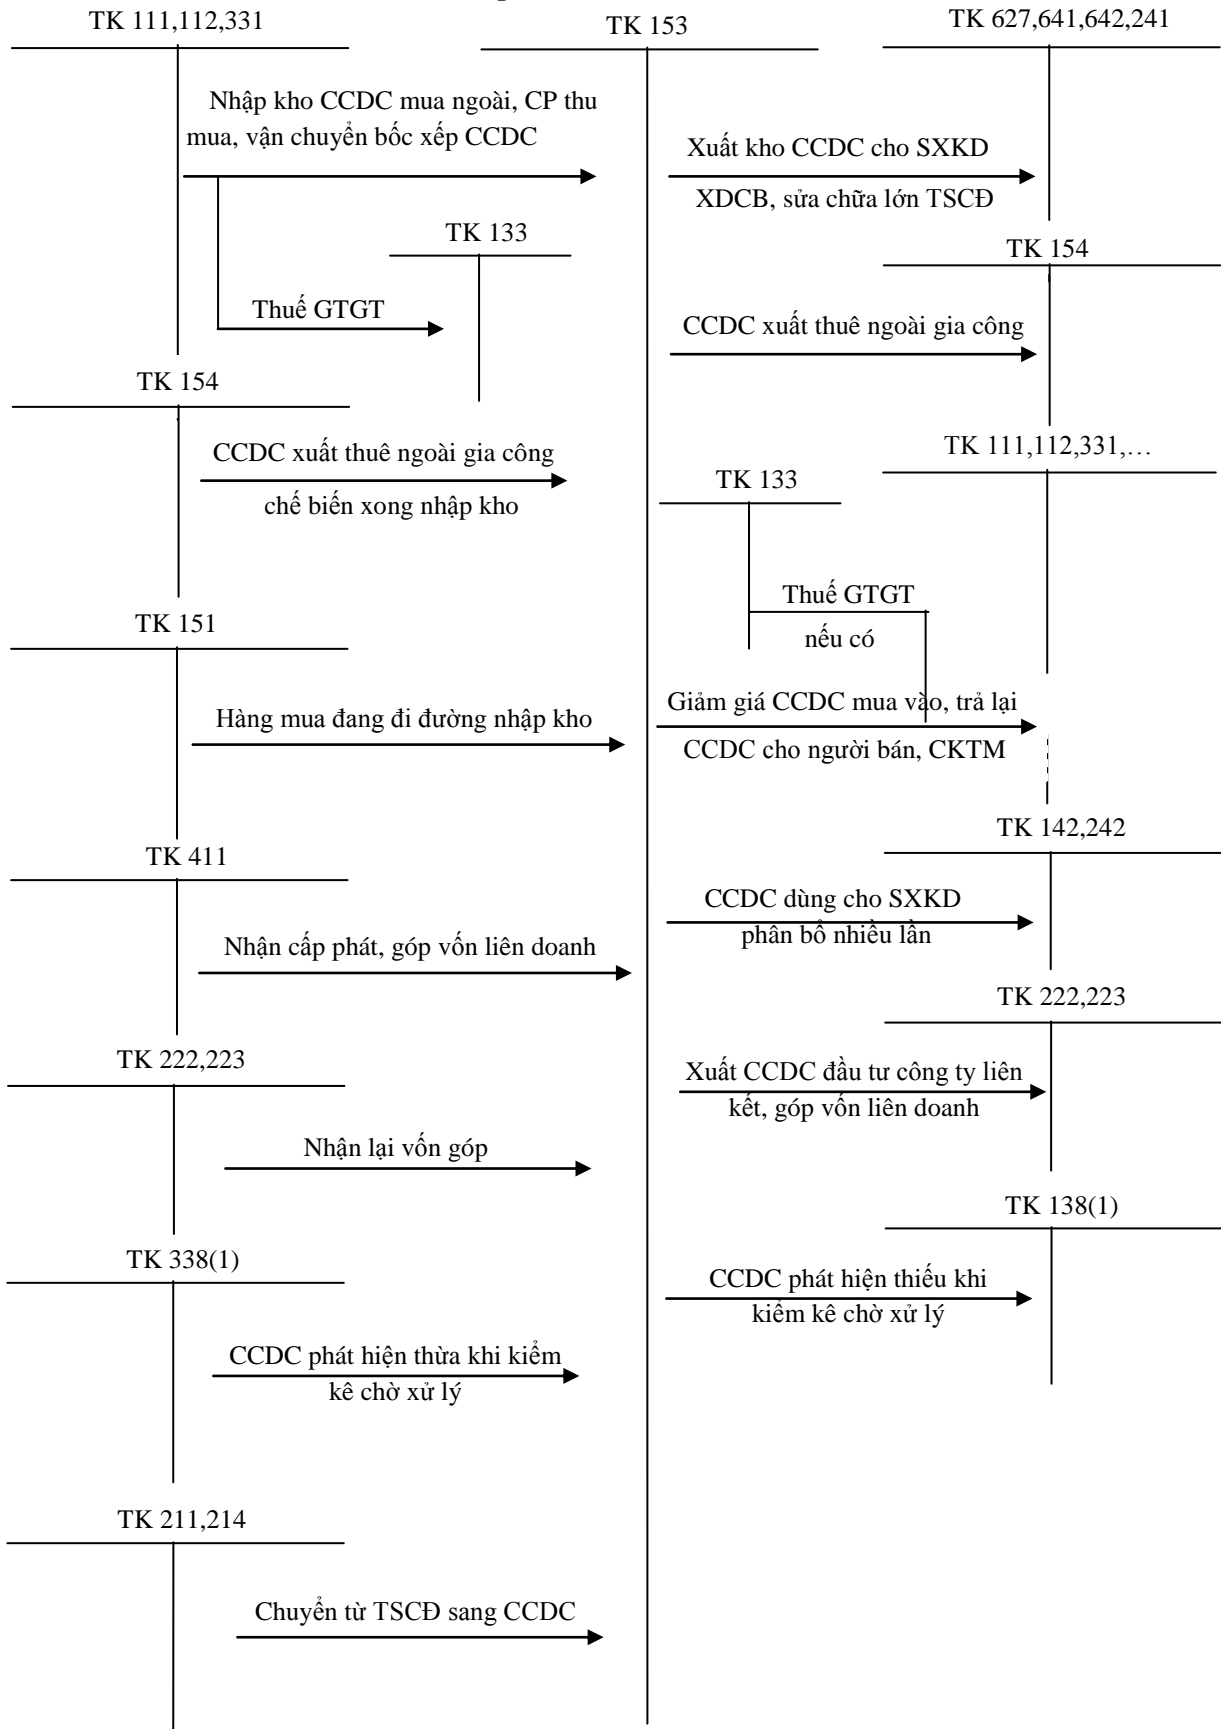 TK 111,112,331
TK 153
TK 627,641,642,241
Nhập kho CCDC mua ngoài, CP thu
mua, vận chuyển bốc xếp CCDC
Xuất kho CCDC cho SXKD
XDCB, sửa chữa lớn TSCĐ
TK 133
TK 154
Thuế GTGT
CCDC xuất thuê ngoài gia công
TK 154
CCDC xuất thuê ngoài gia công
chế biến xong nhập kho
TK 111,112,331,…
TK 133
Thuế GTGT
nếu có
TK 151
Hàng mua đang đi đường nhập kho
Giảm giá CCDC mua vào, trả lại
CCDC cho người bán, CKTM
TK 142,242
TK 411
CCDC dùng cho SXKD
phân bổ nhiều lần
Nhận cấp phát, góp vốn liên doanh
TK 222,223
TK 222,223
Xuất CCDC đầu tư công ty liên
kết, góp vốn liên doanh
Nhận lại vốn góp
TK 138(1)
TK 338(1)
CCDC phát hiện thiếu khi
kiểm kê chờ xử lý
CCDC phát hiện thừa khi kiểm
kê chờ xử lý
TK 211,214
Chuyển từ TSCĐ sang CCDC